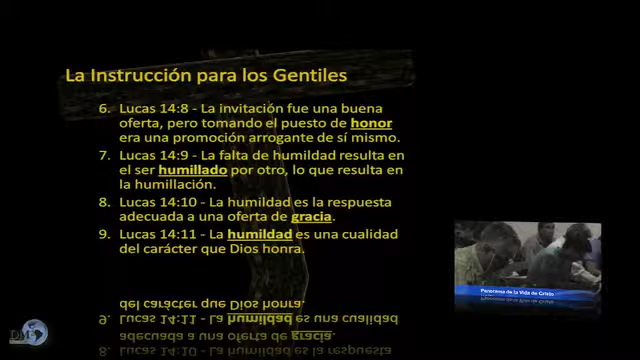 La Instrucción para los Gentiles
6. Lucas 14:8 - La invitación fue una buena
oferta, pero tomando el puesto de honor
era una promoción arrogante de sí mismo.
7. Lucas 14:9 - La falta de humildad resulta en
el ser humillado por otro, lo que resulta en
la humillación.
8. Lucas 14:10 - La humildad es la respuesta
adecuada a una oferta de gracia.
9. Lucas 14:11 - La humildad es una cualidad
del carácter que Dios honra.
Panorama de la Vida de Cristo